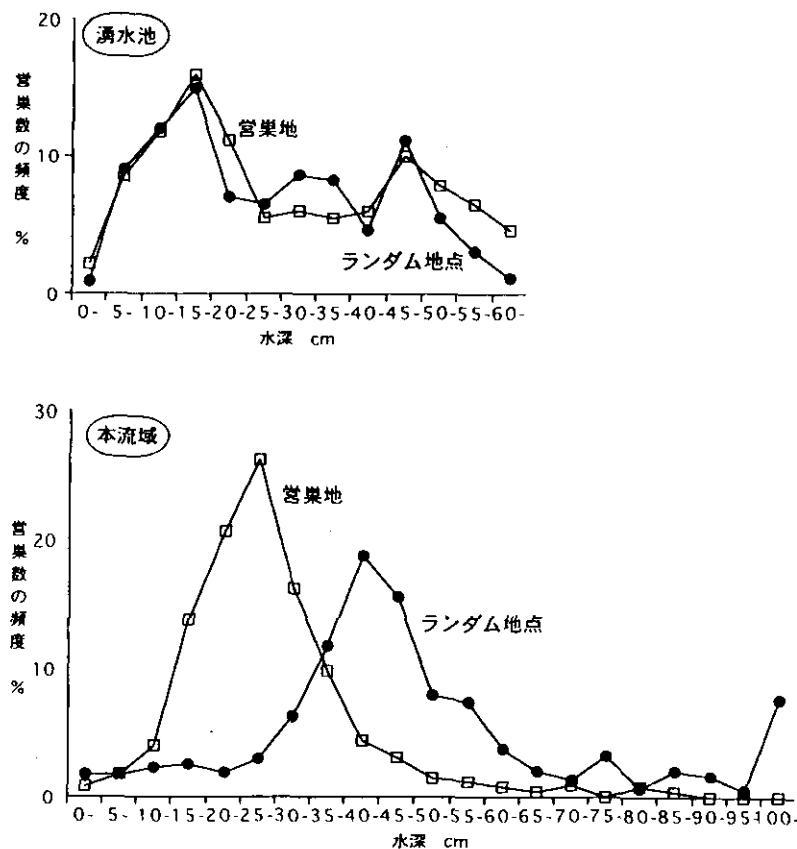 20
湧水池
営巣数の頻度 %
営巣地
10
ランダム地点
0
0- 5- 10-15-20-25-30-35-40-45-50-55-60-
水深 cm
30
本流域
営巣地
営巣数の頻度 %
20
ランダム地点
10
0
0- 5- 10-15-20-25-30-35-40-45-50-55-60-65-70-75-80-85-90-95-100-
水深 cm